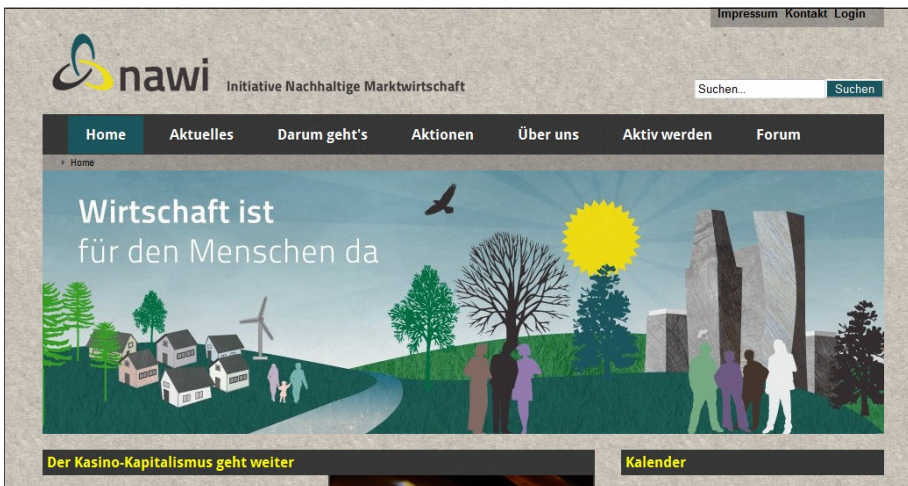 Impressum Kontakt Login
nawi Initiative Nachhaltige Marktwirtschaft
Suchen... Suchen
Home Aktuelles Darum geht's Aktionen Über uns Aktiv werden Forum
Home
Wirtschaft ist
für den Menschen da
Der Kasino-Kapitalismus geht weiter Kalender